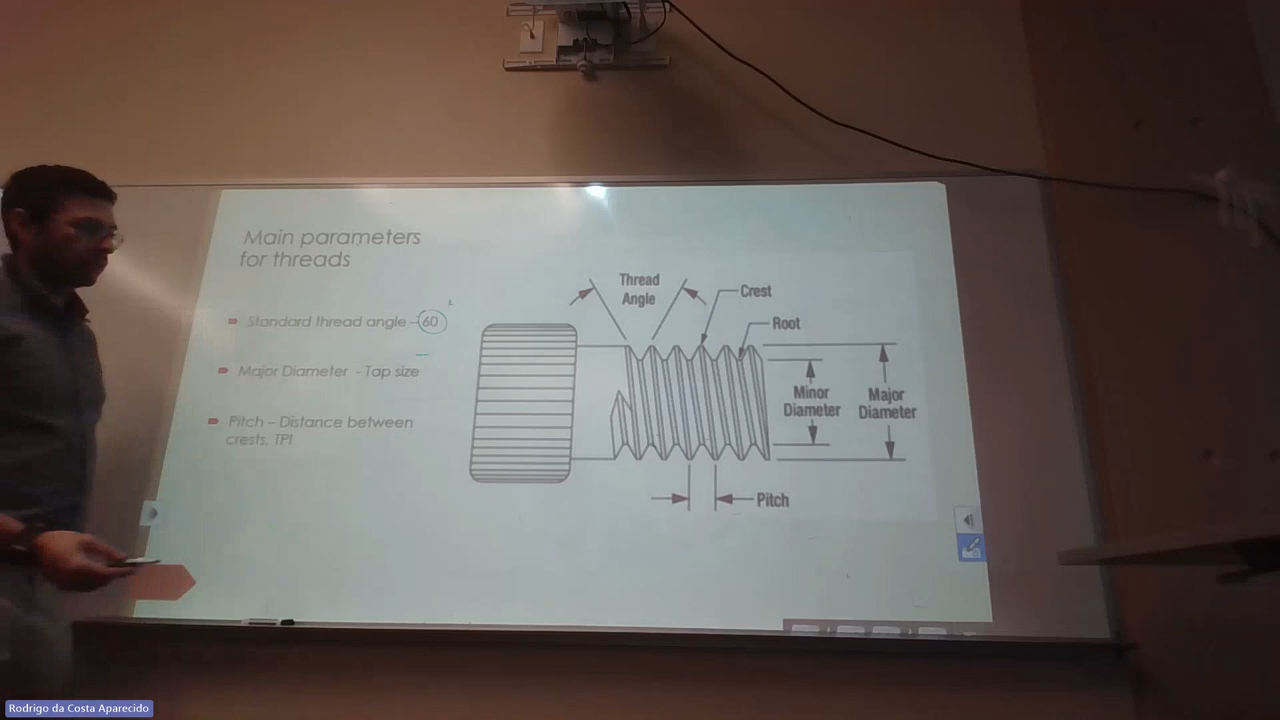 Main parameters
for threads
Standard thread angle – 60
Major Diameter - Tap size
Pitch – Distance between
crests, TPI
Thread
Angle
Crest
Root
Minor
Diameter
Major
Diameter
Pitch
Rodrigo da Costa Aparecido